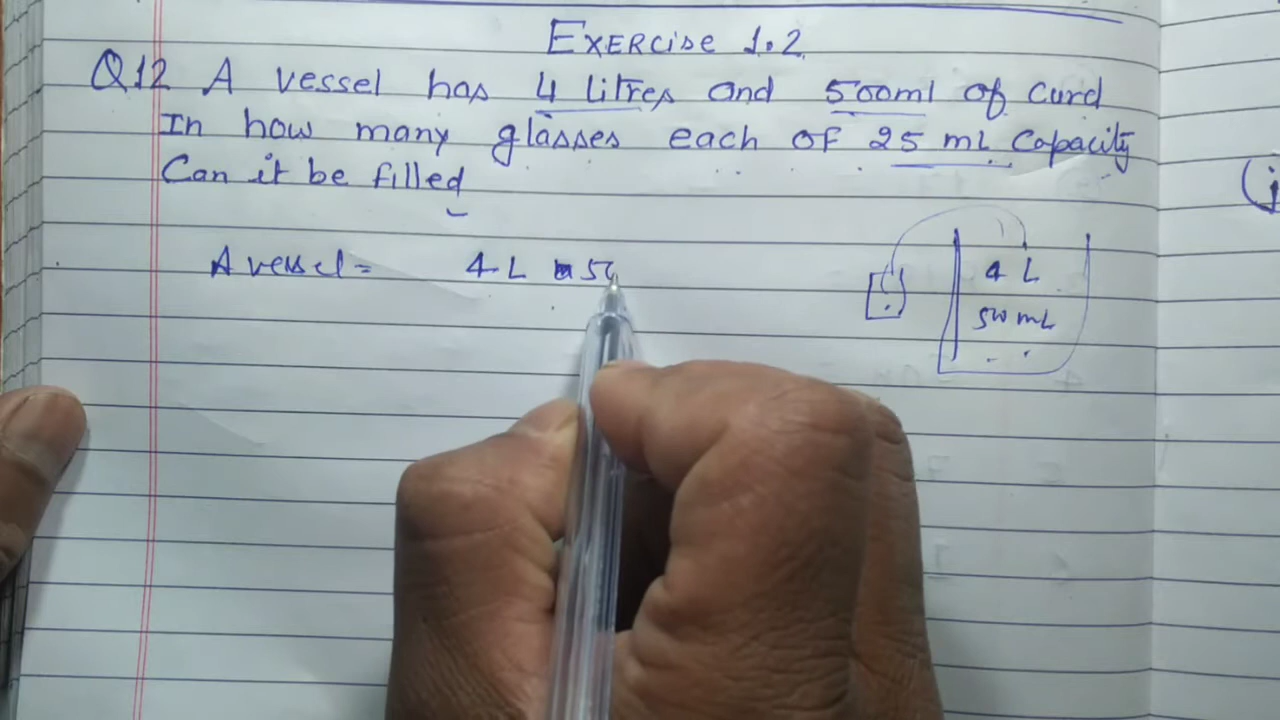 Exercise 1.2
Q12 A vessel has 4 litres and 500ml of curd
In how many glasses each of 25 mL capacity
Can it be filled
A vessel = 4 L 50
4 L
500 mL